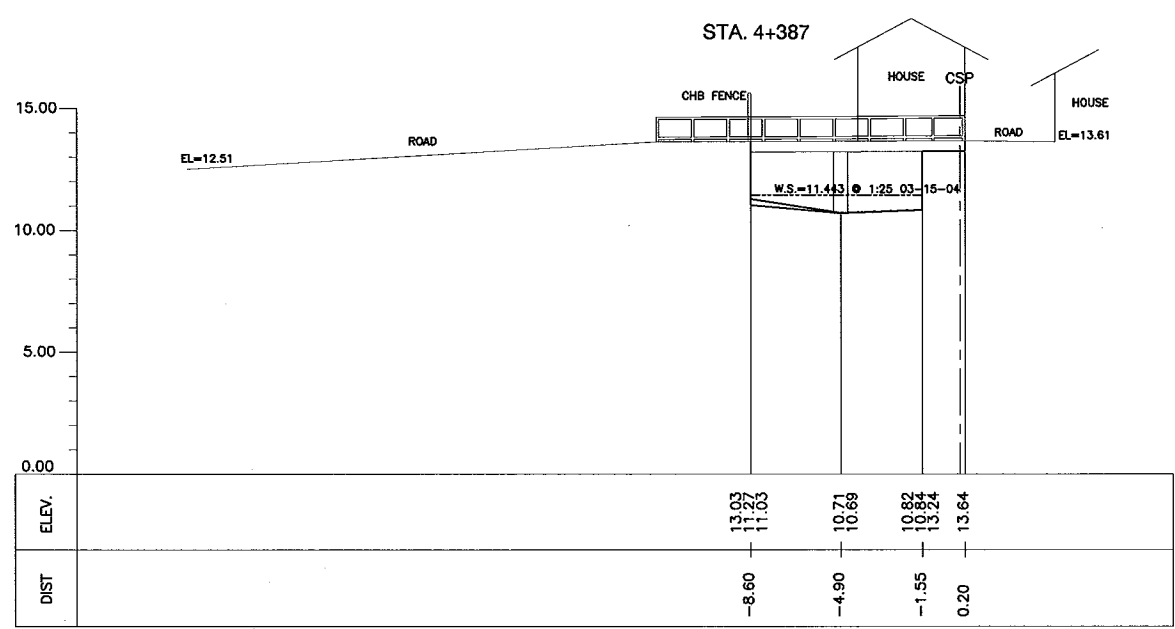 STA. 4+387
HOUSE
CSP
CHB FENCE
HOUSE
15.00
ROAD
ROAD
EL=13.61
EL=12.51
W.S.=11.443 @ 1:25 03-15-04
10.00
5.00
0.00
ELEV.
13.03
11.27
11.03
10.71
10.69
10.82
10.84
13.24
13.64
DIST
-8.60
-4.90
-1.55
0.20